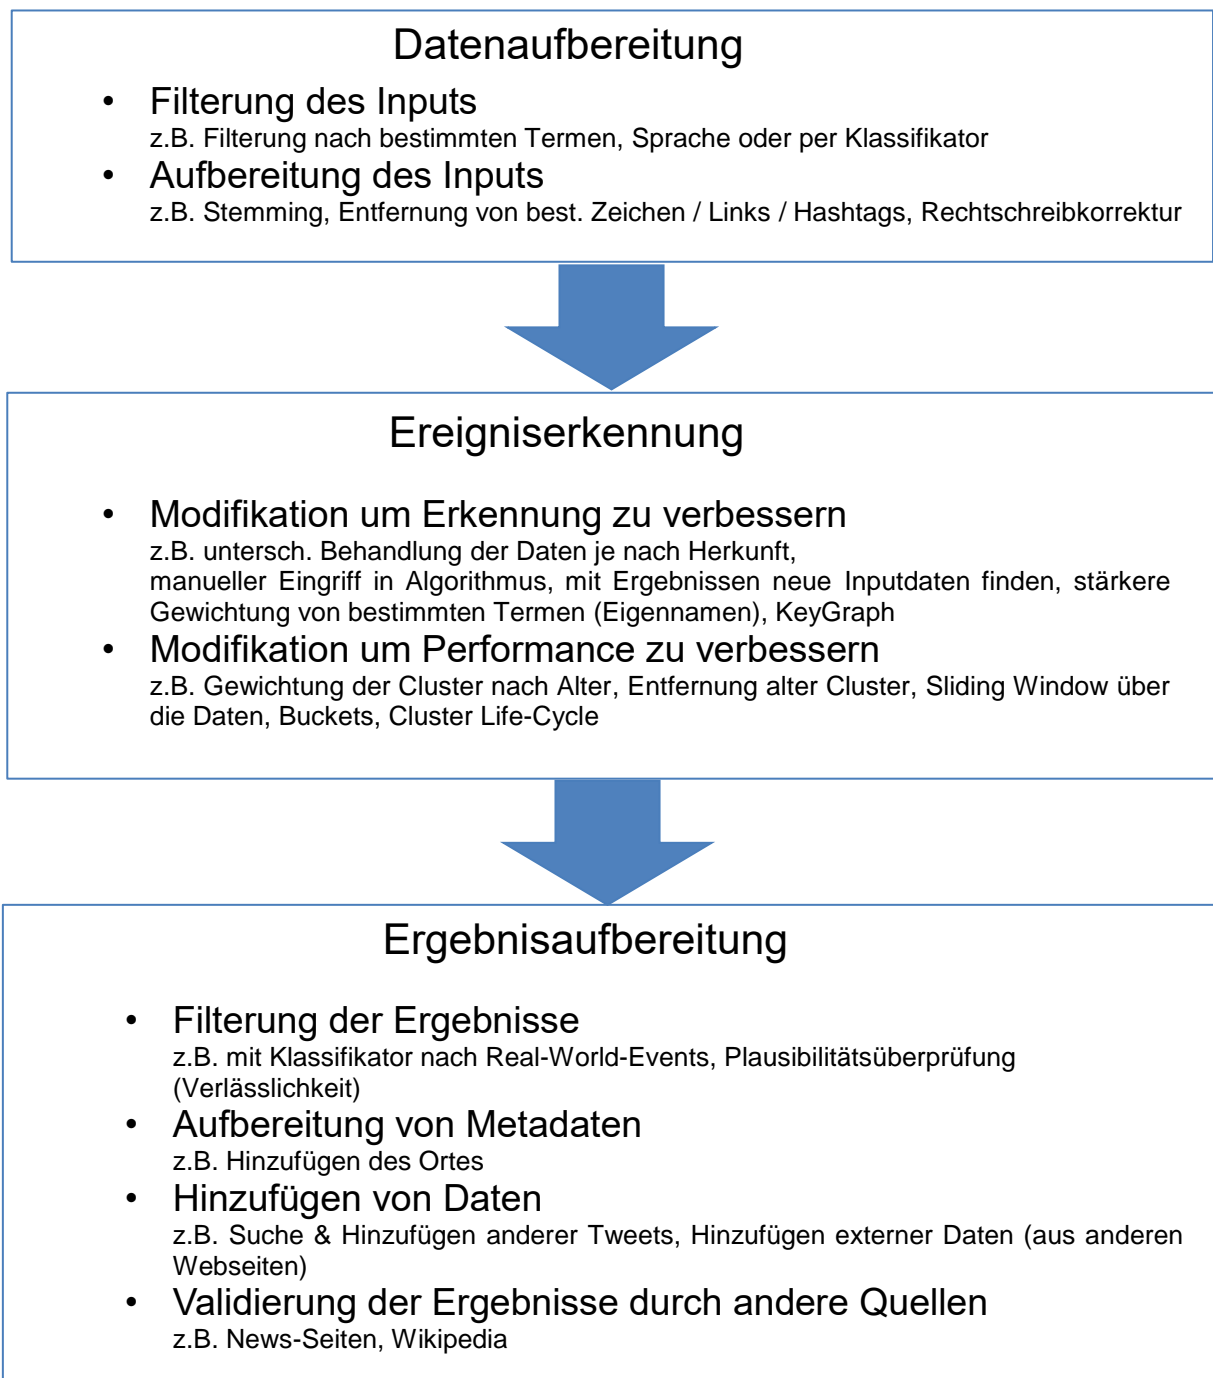 Datenaufbereitung
• Filterung des Inputs
z.B. Filterung nach bestimmten Termen, Sprache oder per Klassifikator
• Aufbereitung des Inputs
z.B. Stemming, Entfernung von best. Zeichen / Links / Hashtags, Rechtschreibkorrektur
Ereigniserkennung
• Modifikation um Erkennung zu verbessern
z.B. untersch. Behandlung der Daten je nach Herkunft,
manueller Eingriff in Algorithmus, mit Ergebnissen neue Inputdaten finden, stärkere
Gewichtung von bestimmten Termen (Eigennamen), KeyGraph
• Modifikation um Performance zu verbessern
z.B. Gewichtung der Cluster nach Alter, Entfernung alter Cluster, Sliding Window über
die Daten, Buckets, Cluster Life-Cycle
Ergebnisaufbereitung
• Filterung der Ergebnisse
z.B. mit Klassifikator nach Real-World-Events, Plausibilitätsüberprüfung
(Verlässlichkeit)
• Aufbereitung von Metadaten
z.B. Hinzufügen des Ortes
• Hinzufügen von Daten
z.B. Suche & Hinzufügen anderer Tweets, Hinzufügen externer Daten (aus anderen
Webseiten)
• Validierung der Ergebnisse durch andere Quellen
z.B. News-Seiten, Wikipedia